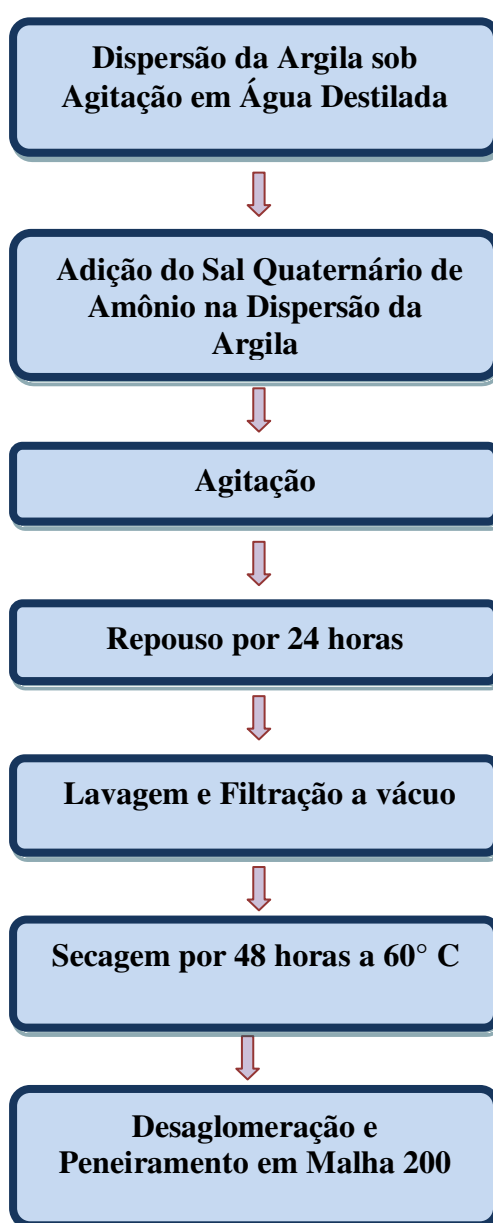 Dispersão da Argila sob
Agitação em Água Destilada
Adição do Sal Quaternário de
Amônio na Dispersão da
Argila
Agitação
Repouso por 24 horas
Lavagem e Filtração a vácuo
Secagem por 48 horas a 60° C
Desaglomeração e
Peneiramento em Malha 200